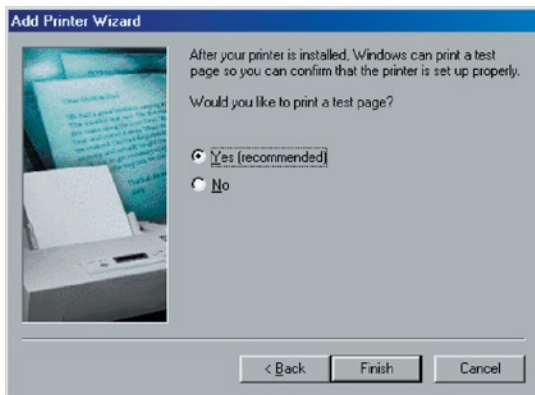 Add Printer Wizard
After your printer is installed, Windows can print a test
page so you can confirm that the printer is set up properly.
Would you like to print a test page?
Yes (recommended)
No
< Back
Finish
Cancel